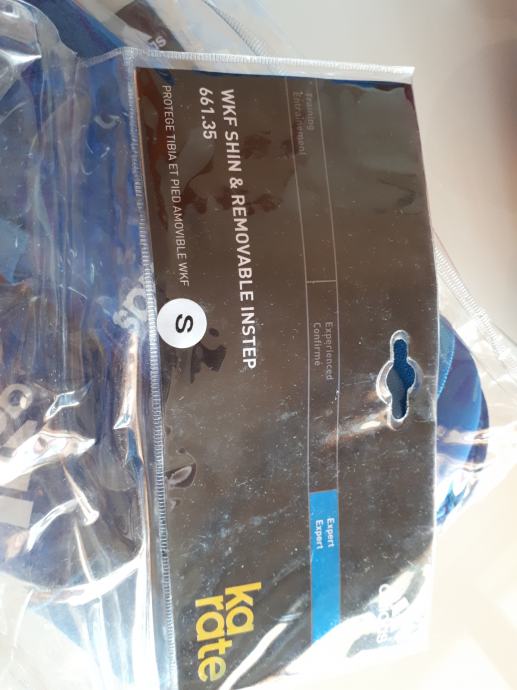 Training
Entraînement
Experienced
Confirmé
Expert
Expert
adidas
WKF SHIN & REMOVABLE INSTEP
661.35
PROTEGE TIBIA ET PIED AMOVIBLE WKF
S
ka
rate